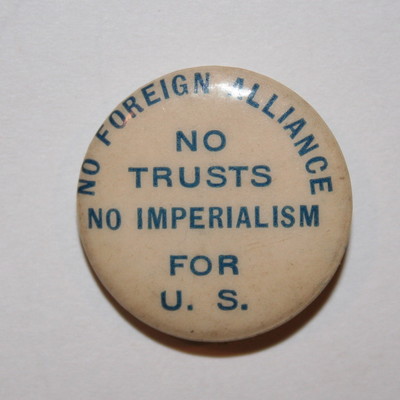 NO FOREIGN ALLIANCE
NO
TRUSTS
NO IMPERIALISM
FOR
U. S.